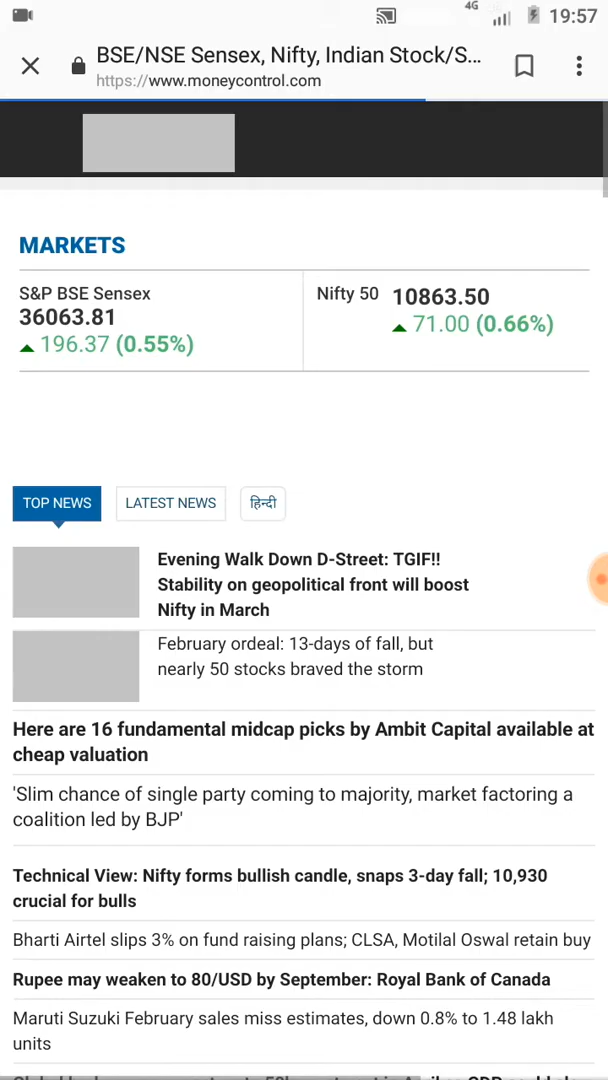 4G 19:57
BSE/NSE Sensex, Nifty, Indian Stock/S...
https://www.moneycontrol.com
MARKETS
S&P BSE Sensex
36063.81
196.37 (0.55%)
Nifty 50 10863.50
71.00 (0.66%)
TOP NEWS LATEST NEWS हिन्दी
Evening Walk Down D-Street: TGIF!!
Stability on geopolitical front will boost
Nifty in March
February ordeal: 13-days of fall, but
nearly 50 stocks braved the storm
Here are 16 fundamental midcap picks by Ambit Capital available at
cheap valuation
'Slim chance of single party coming to majority, market factoring a
coalition led by BJP'
Technical View: Nifty forms bullish candle, snaps 3-day fall; 10,930
crucial for bulls
Bharti Airtel slips 3% on fund raising plans; CLSA, Motilal Oswal retain buy
Rupee may weaken to 80/USD by September: Royal Bank of Canada
Maruti Suzuki February sales miss estimates, down 0.8% to 1.48 lakh
units